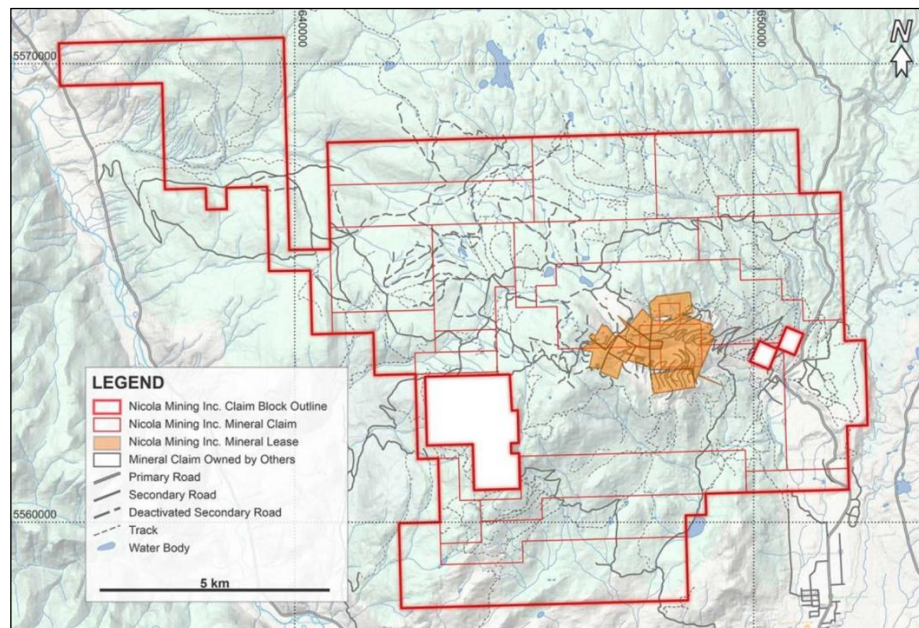 640000
650000
N
5570000
LEGEND
Nicola Mining Inc. Claim Block Outline
Nicola Mining Inc. Mineral Claim
Nicola Mining Inc. Mineral Lease
Mineral Claim Owned by Others
Primary Road
Secondary Road
Deactivated Secondary Road
Track
Water Body
5 km
5560000